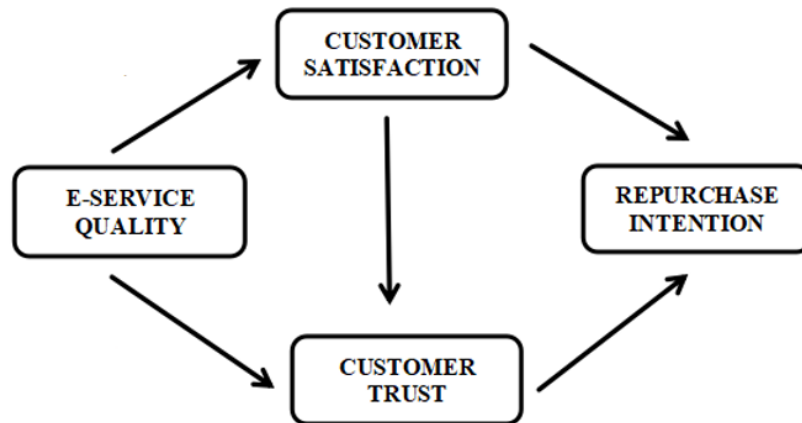 CUSTOMER
SATISFACTION
E-SERVICE
QUALITY
REPURCHASE
INTENTION
CUSTOMER
TRUST